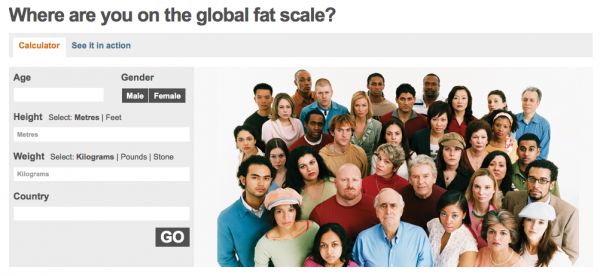 Where are you on the global fat scale?
Calculator See it in action
Age Gender
Male Female
Height Select: Metres | Feet
Metres
Weight Select: Kilograms | Pounds | Stone
Kilograms
Country
GO